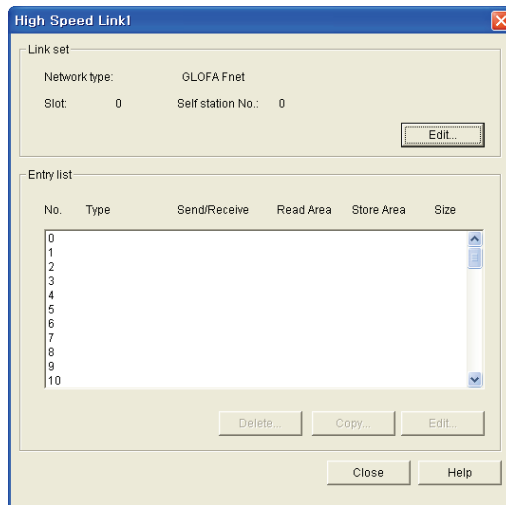 High Speed Link1
Link set
Network type: GLOFA Fnet
Slot: 0 Self station No.: 0
Edit...
Entry list
No. Type Send/Receive Read Area Store Area Size
0
1
2
3
4
5
6
7
8
9
10
Delete... Copy... Edit...
Close Help